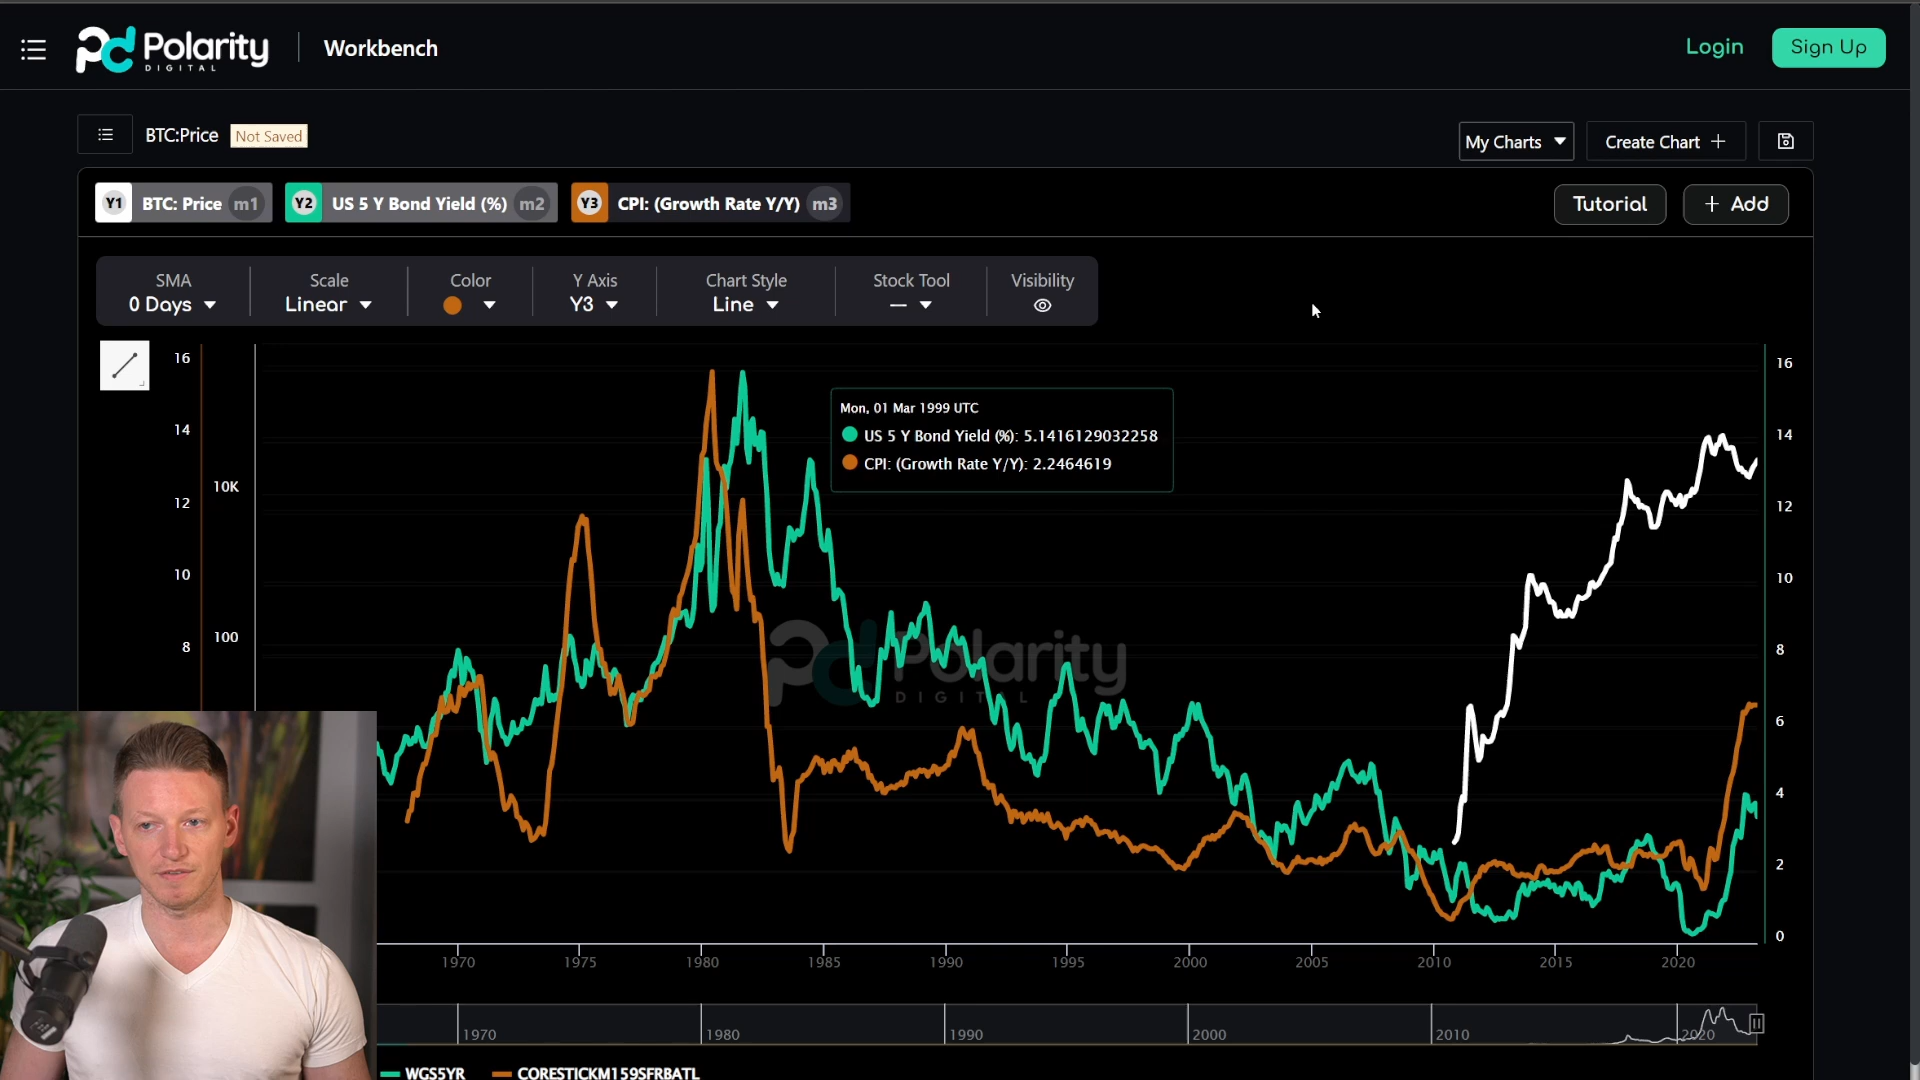 Polarity
DIGITAL
Workbench
Login
Sign Up
BTC:Price
Not Saved
My Charts
Create Chart +
Y1 BTC: Price m1
Y2 US 5 Y Bond Yield (%) m2
Y3 CPI: (Growth Rate Y/Y) m3
Tutorial
+ Add
SMA Scale Color Y Axis Chart Style Stock Tool Visibility
0 Days Linear Y3 Line —
16 14 12 10 8
10K 100
Mon, 01 Mar 1999 UTC
US 5 Y Bond Yield (%): 5.1416129032258
CPI: (Growth Rate Y/Y): 2.2464619
Polarity
DIGITAL
16 14 12 10 8 6 4 2 0
1970 1975 1980 1985 1990 1995 2000 2005 2010 2015 2020
1970 1980 1990 2000 2010 2020
WGS5YR CORESTICKM159SFRBATL